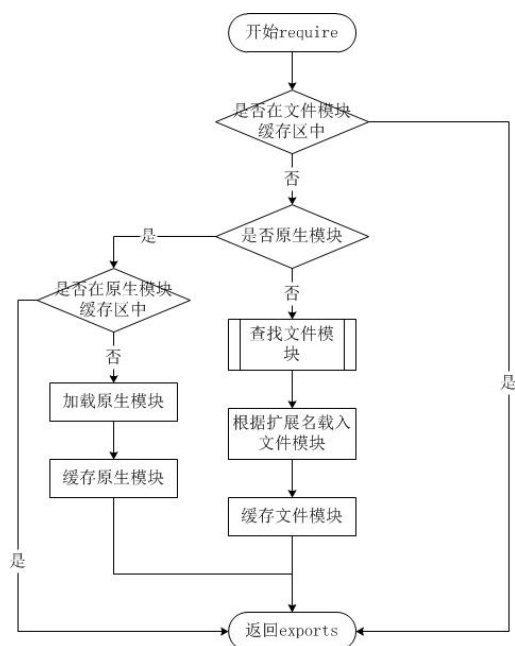 开始require
是否在文件模块
缓存区中
否
是否原生模块
是
是否在原生模块
缓存区中
否
查找文件模
块
否
加载原生模块
根据扩展名载入
文件模块
是
缓存原生模块
缓存文件模块
是
返回exports